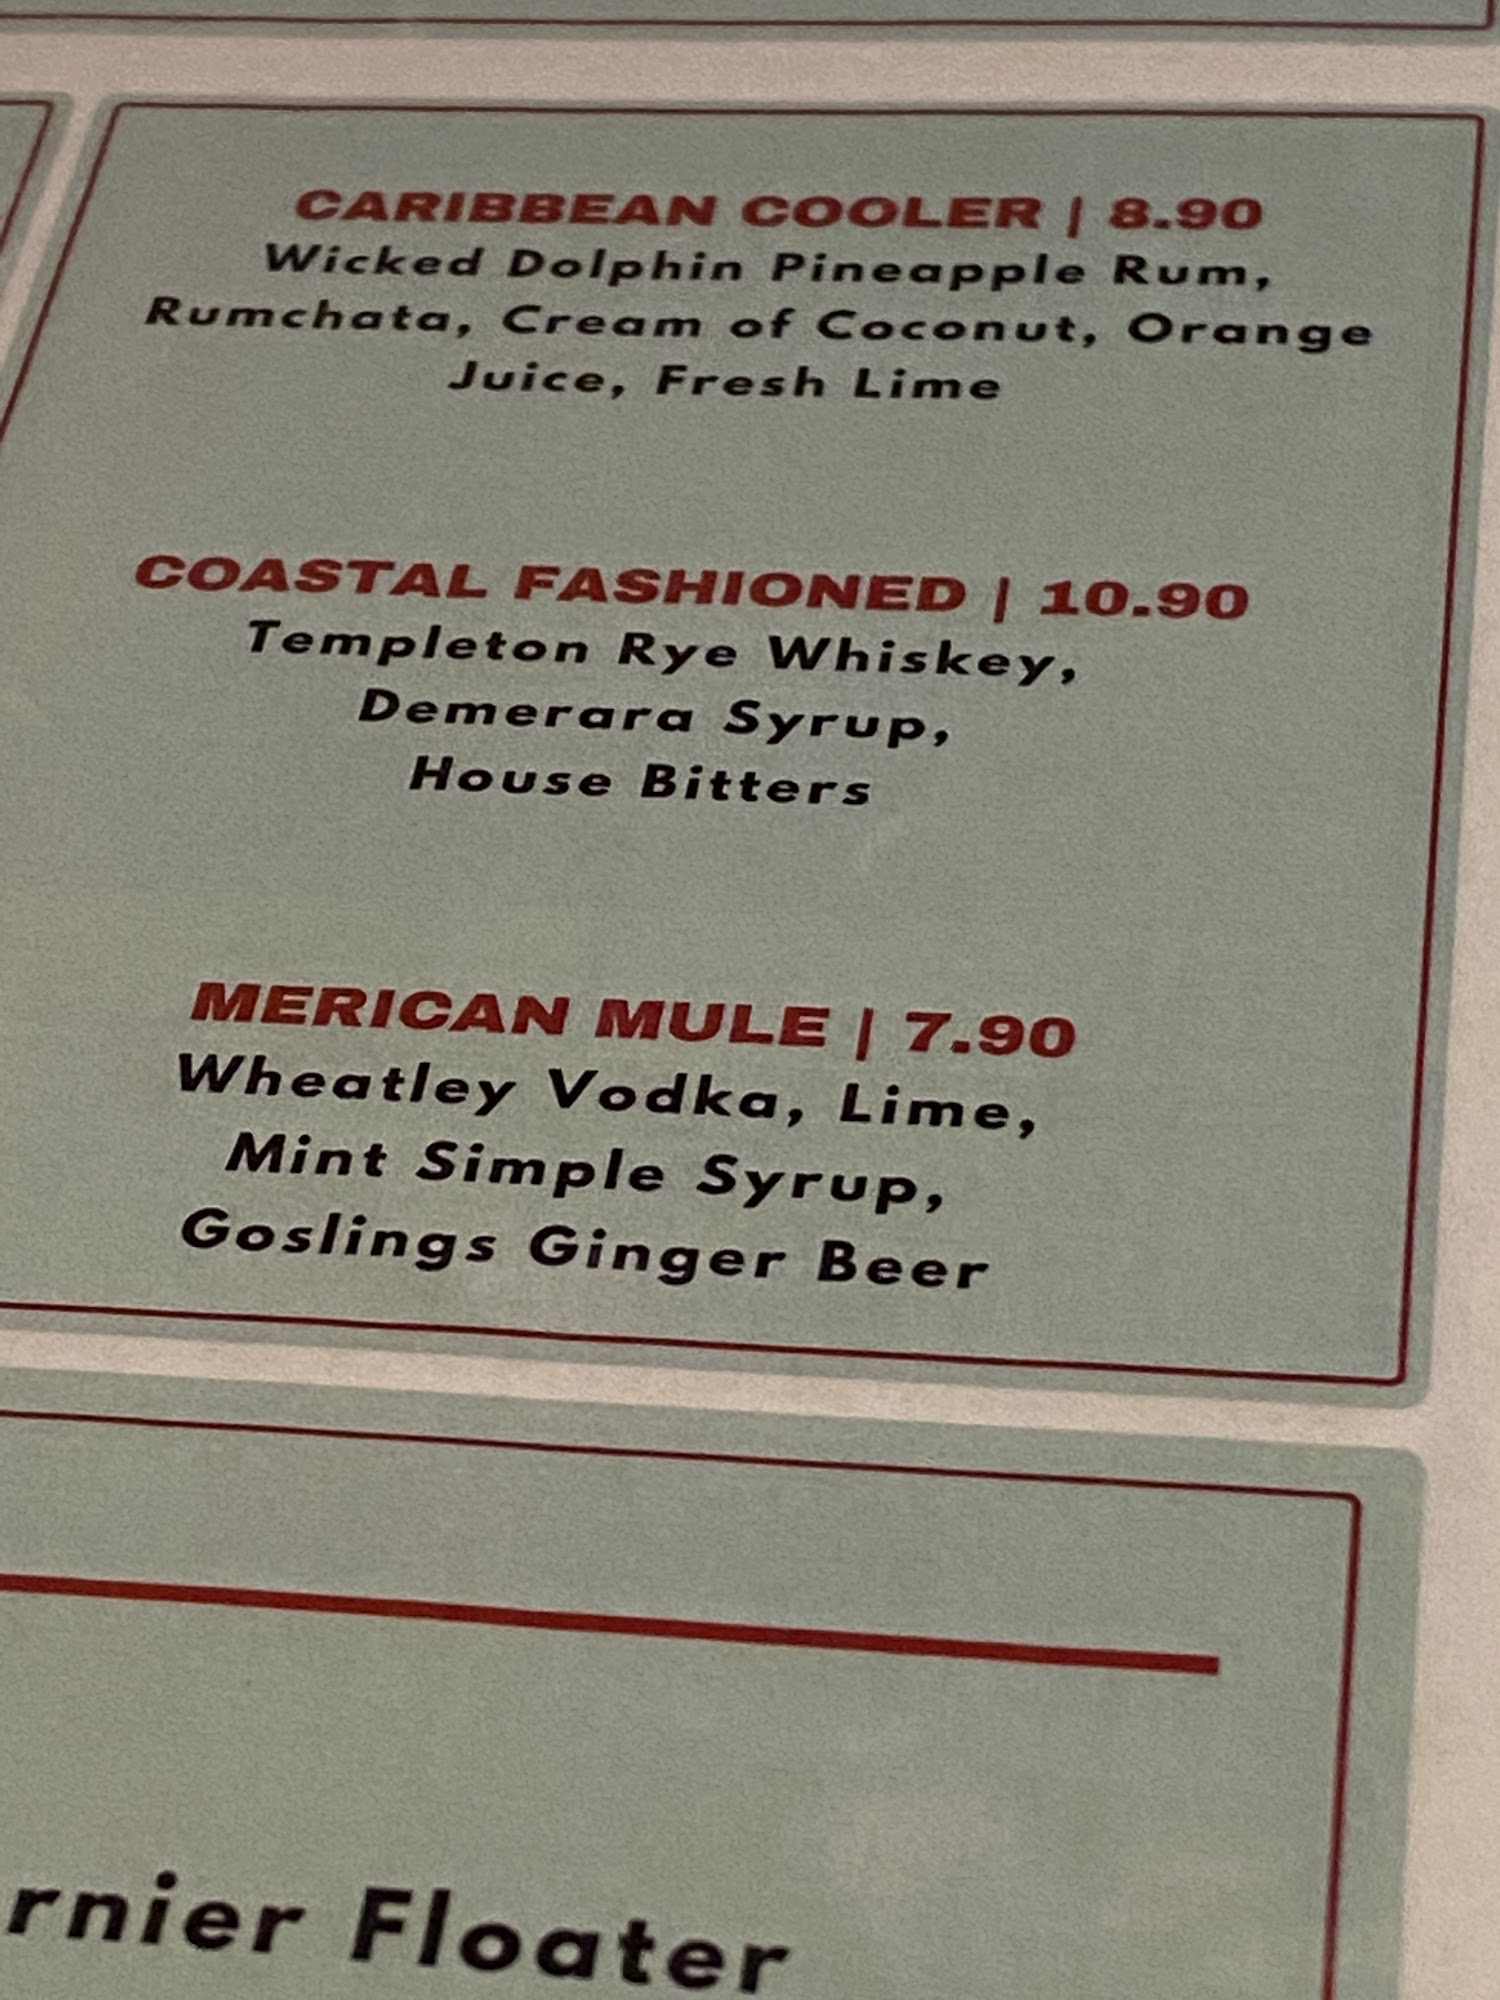 CARIBBEAN COOLER | 8.90
Wicked Dolphin Pineapple Rum,
Rumchata, Cream of Coconut, Orange
Juice, Fresh Lime
COASTAL FASHIONED | 10.90
Templeton Rye Whiskey,
Demerara Syrup,
House Bitters
MERICAN MULE | 7.90
Wheatley Vodka, Lime,
Mint Simple Syrup,
Goslings Ginger Beer
rnier Floater